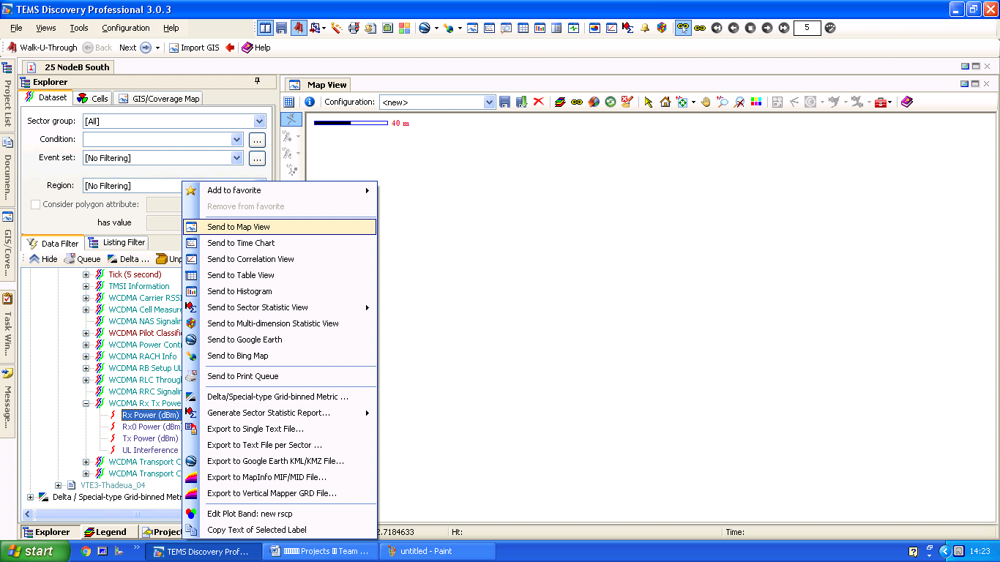 TEMS Discovery Professional 3.0.3
File Views Tools Configuration Help
5
Walk-U-Through Back Next Import GIS Help
25 NodeB South
Explorer
Dataset Cells GIS/Coverage Map
Sector group: [All]
Condition: ...
Event set: [No Filtering] ...
Region: [No Filtering]
Consider polygon attribute:
has value
Data Filter Listing Filter
Hide Queue Delta ...
Tick (5 second)
TMSI Information
WCDMA Carrier RSSI
WCDMA Cell
WCDMA NAS
WCDMA Pilot
WCDMA Power
WCDMA RACH Info
WCDMA RB Setup
WCDMA RLC
WCDMA RRC
WCDMA Rx Tx Powe
Rx Power (dBm)
Rx0 Power (dBm)
Tx Power (dBm)
UL Interference
WCDMA Transport C
WCDMA Transport C
VTE3-Thadeua_04
Delta / Special-type Grid-binned Metr
Explorer Legend Project
Project List
Docume...
GIS/Cove...
Task Win...
Message...
Map View
Configuration: <new>
40 m
Add to favorite
Remove from favorite
Send to Map View
Send to Time Chart
Send to Correlation View
Send to Table View
Send to Histogram
Send to Sector Statistic View
Send to Multi-dimension Statistic View
Send to Google Earth
Send to Bing Map
Send to Print Queue
Delta/Special-type Grid-binned Metric ...
Generate Sector Statistic Report...
Export to Single Text File...
Export to Text File per Sector ...
Export to Google Earth KML/KMZ File...
Export to MapInfo MIF/MID File...
Export to Vertical Mapper GRD File...
Edit Plot Band: new rscp
Copy Text of Selected Label
2.7184633 Ht: Time:
start TEMS Discovery Prof... Projects Team ... untitled - Paint 14:23